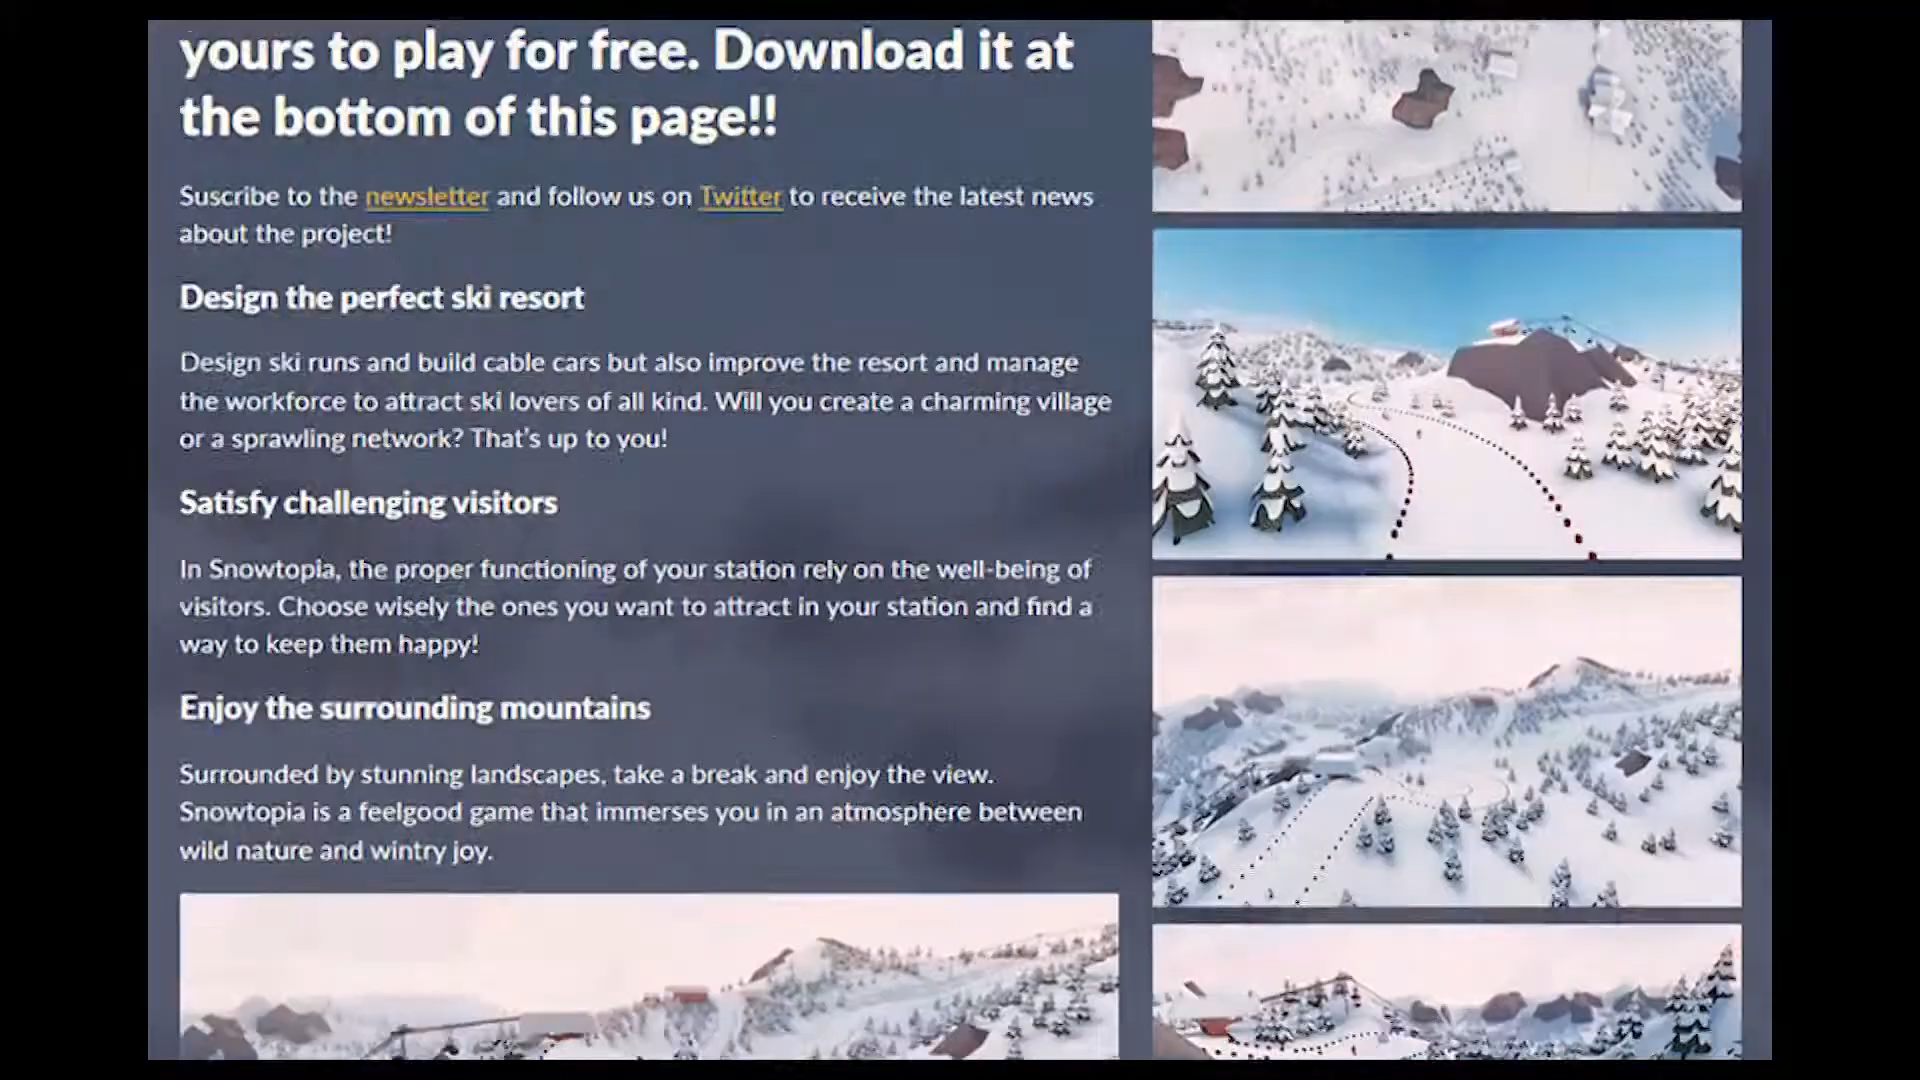 yours to play for free. Download it at
the bottom of this page!!
Suscribe to the newsletter and follow us on Twitter to receive the latest news
about the project!
Design the perfect ski resort
Design ski runs and build cable cars but also improve the resort and manage
the workforce to attract ski lovers of all kind. Will you create a charming village
or a sprawling network? That's up to you!
Satisfy challenging visitors
In Snowtopia, the proper functioning of your station rely on the well-being of
visitors. Choose wisely the ones you want to attract in your station and find a
way to keep them happy!
Enjoy the surrounding mountains
Surrounded by stunning landscapes, take a break and enjoy the view.
Snowtopia is a feelgood game that immerses you in an atmosphere between
wild nature and wintry joy.